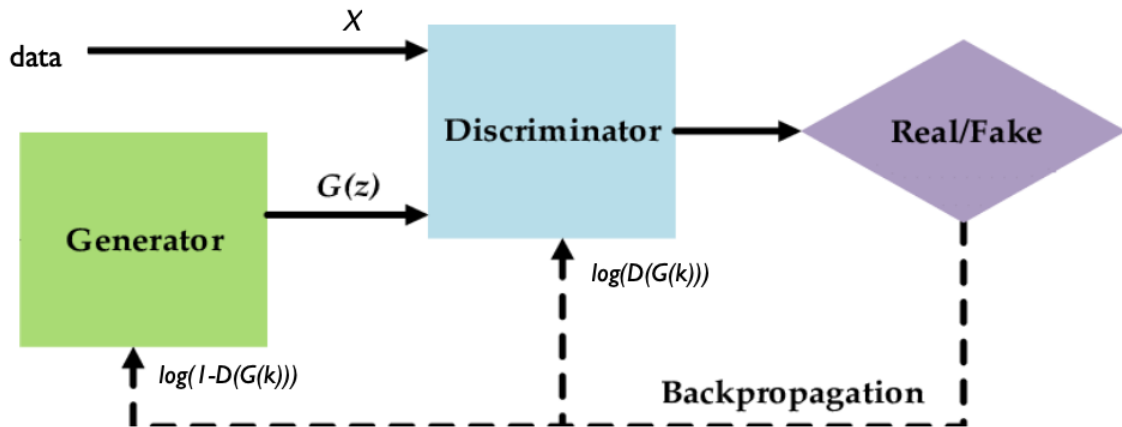 X
data
Discriminator
Real/Fake
G(z)
Generator
log(D(G(k)))
log(1-D(G(k)))
Backpropagation